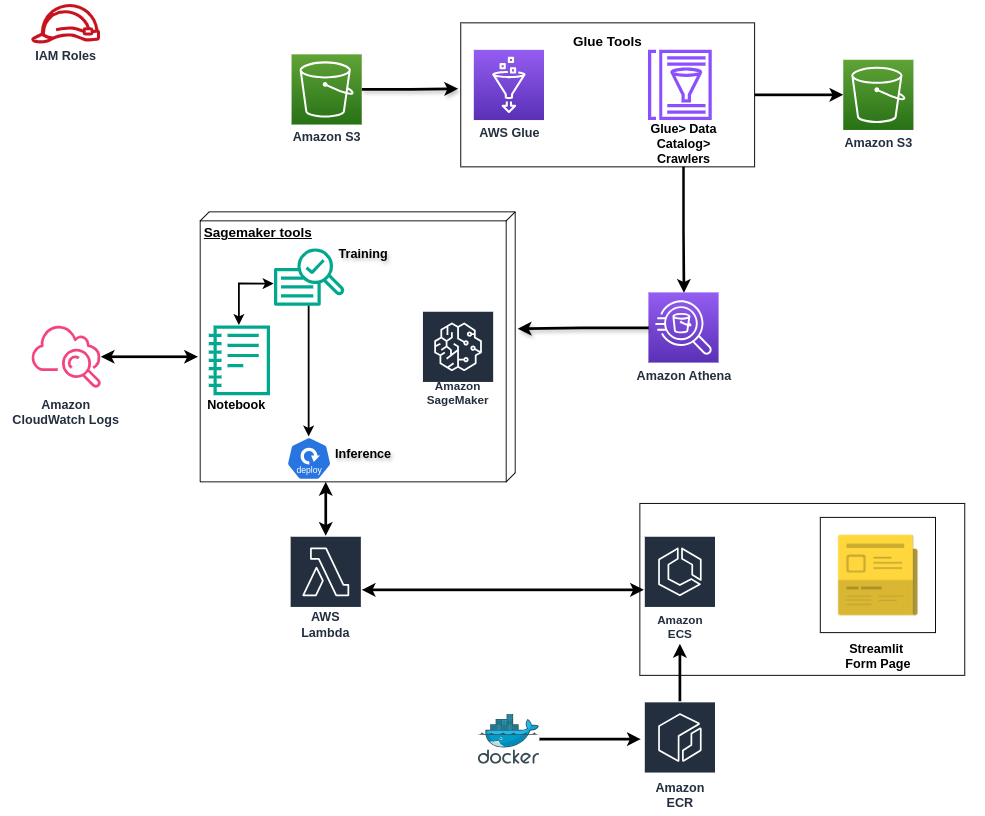 IAM Roles
Glue Tools
Amazon S3
AWS Glue
Glue> Data
Catalog>
Crawlers
Amazon S3
Sagemaker tools
Training
Notebook
Amazon
SageMaker
Amazon Athena
Amazon
CloudWatch Logs
deploy
Inference
AWS
Lambda
Amazon
ECS
Streamlit
Form Page
docker
Amazon
ECR